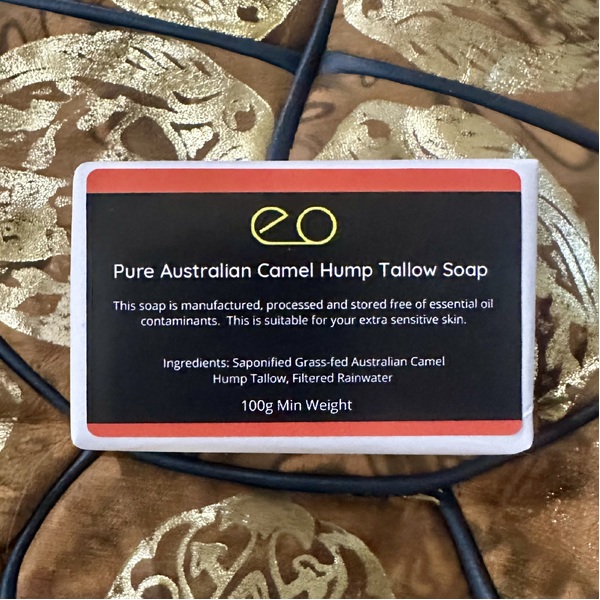 eo
Pure Australian Camel Hump Tallow Soap
This soap is manufactured, processed and stored free of essential oil
contaminants. This is suitable for your extra sensitive skin.
Ingredients: Saponified Grass-fed Australian Camel
Hump Tallow, Filtered Rainwater
100g Min Weight